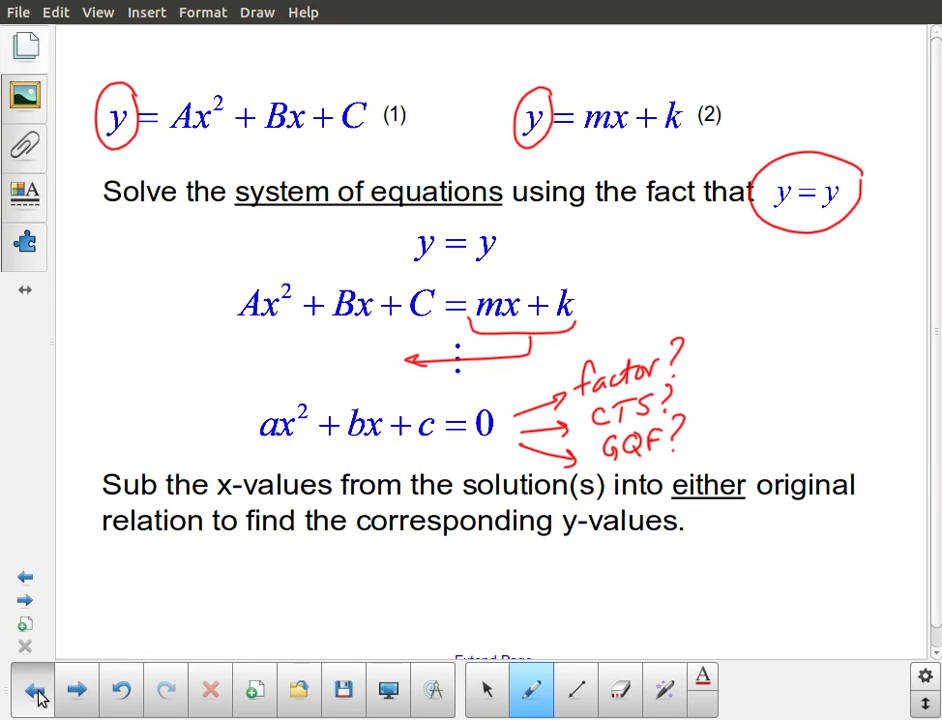 File Edit View Insert Format Draw Help
y = Ax² + Bx + C (1) y = mx + k (2)
Solve the system of equations using the fact that y = y
y = y
Ax² + Bx + C = mx + k
⋮
factor?
CTS?
ax² + bx + c = 0
GQF?
Sub the x-values from the solution(s) into either original
relation to find the corresponding y-values.
Extend Page